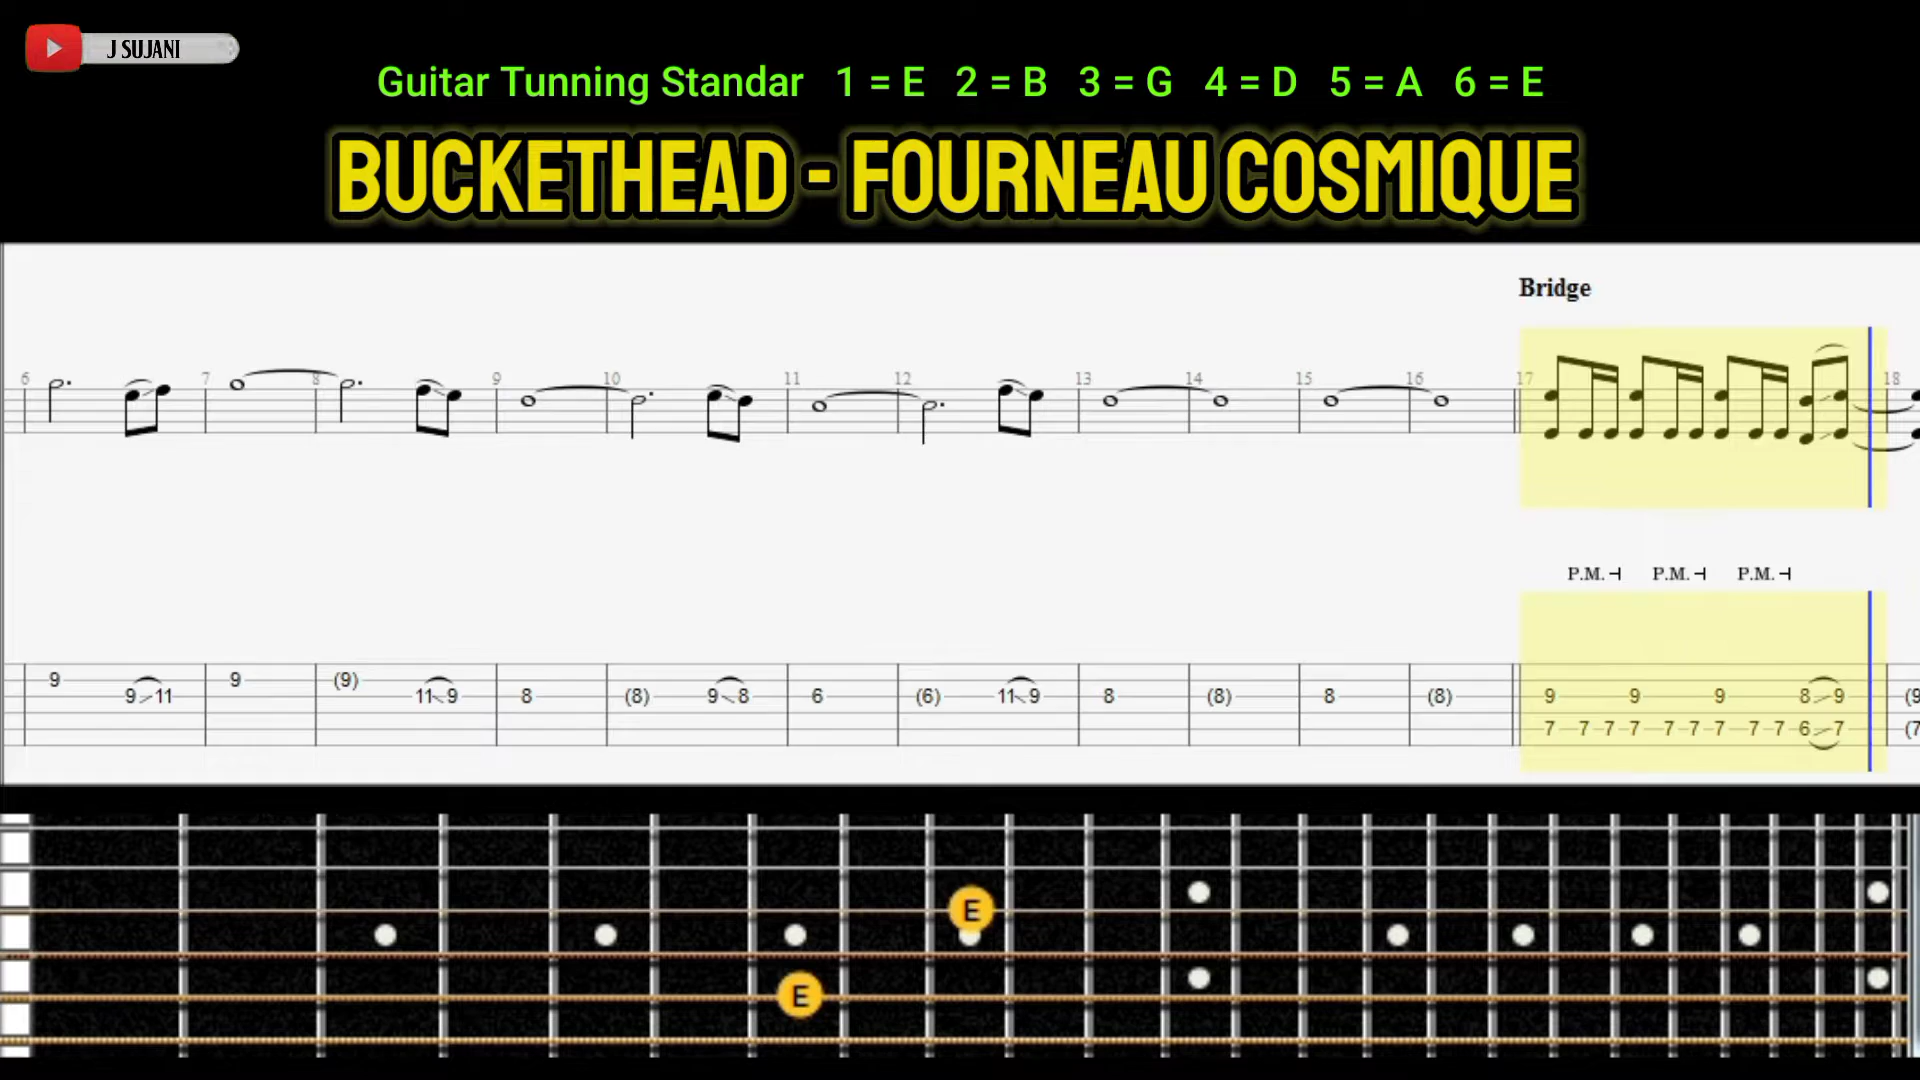 J SUJANI
Guitar Tunning Standar 1 = E 2 = B 3 = G 4 = D 5 = A 6 = E
BUCKETHEAD - FOURNEAU COSMIQUE
Bridge
6 7 8 9 10 11 12 13 14 15 16 17 18
P.M. P.M. P.M.
9 9 (9)
9 11 11 9 8 (8) 9 8 6 (6) 11 9 8 (8) 8 (8) 9 9 9 8 9 (9
7 7 7 7 7 7 7 7 7 6 7 (7
E
E